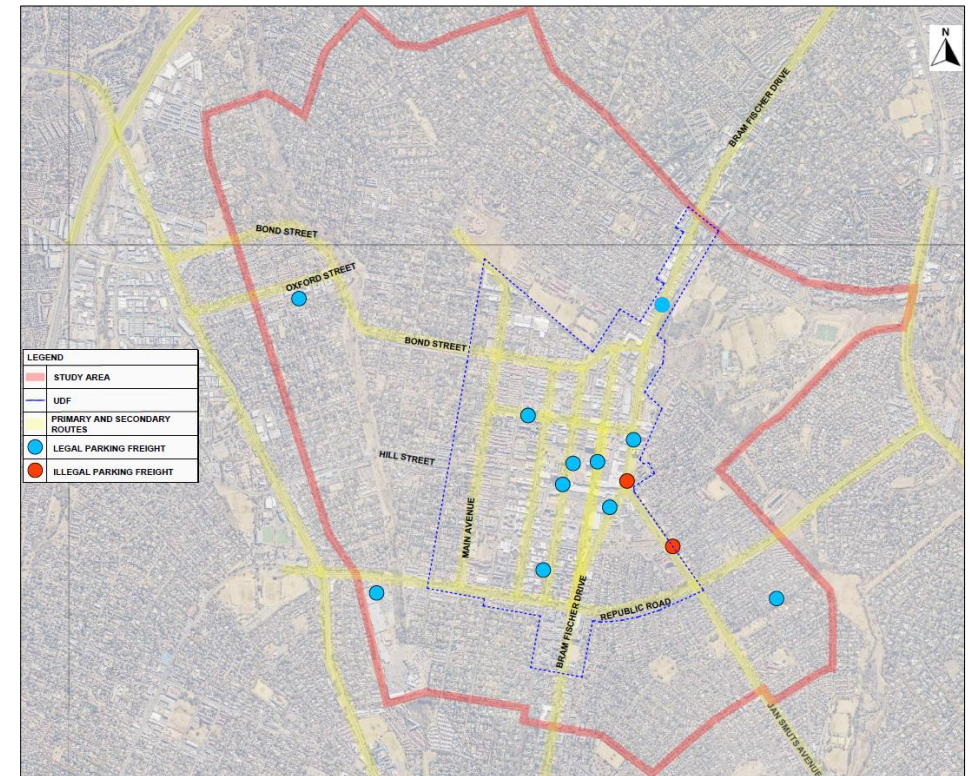 N
BRAM FISCHER DRIVE
BOND STREET
OXFORD STREET
BOND STREET
LEGEND
STUDY AREA
UDF
PRIMARY AND SECONDARY
ROUTES
LEGAL PARKING FREIGHT
ILLEGAL PARKING FREIGHT
HILL STREET
MAIN AVENUE
BRAM FISCHER DRIVE
REPUBLIC ROAD
JAN SMUTS AVENUE